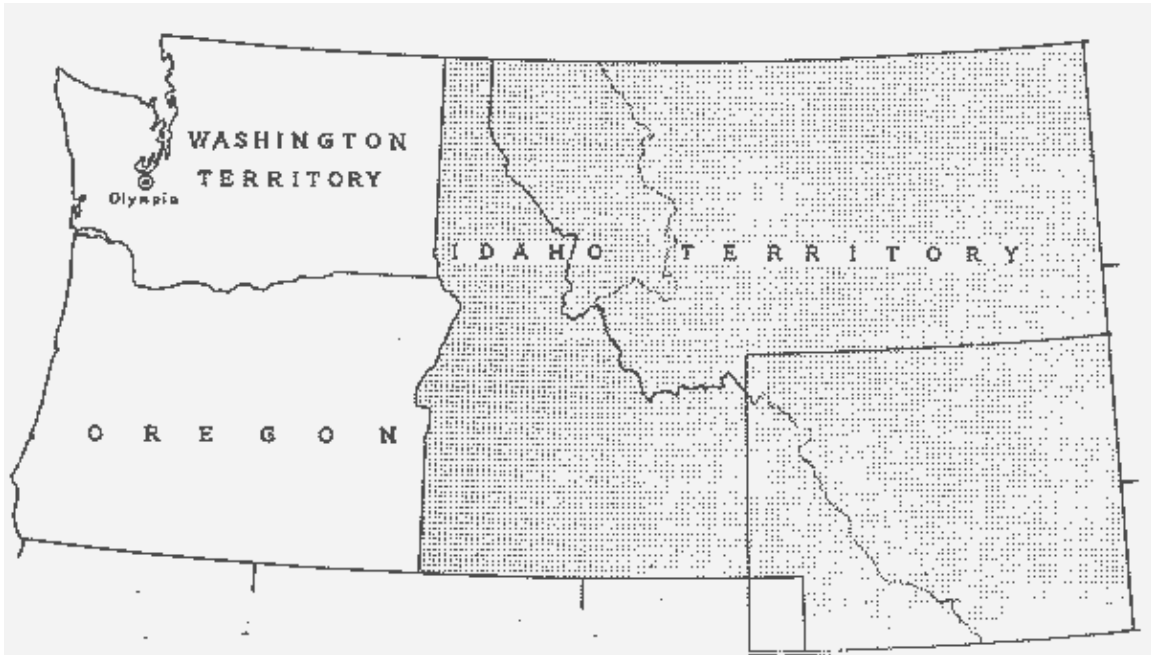 WASHINGTON
TERRITORY
Olympia
IDAHO TERRITORY
OREGON